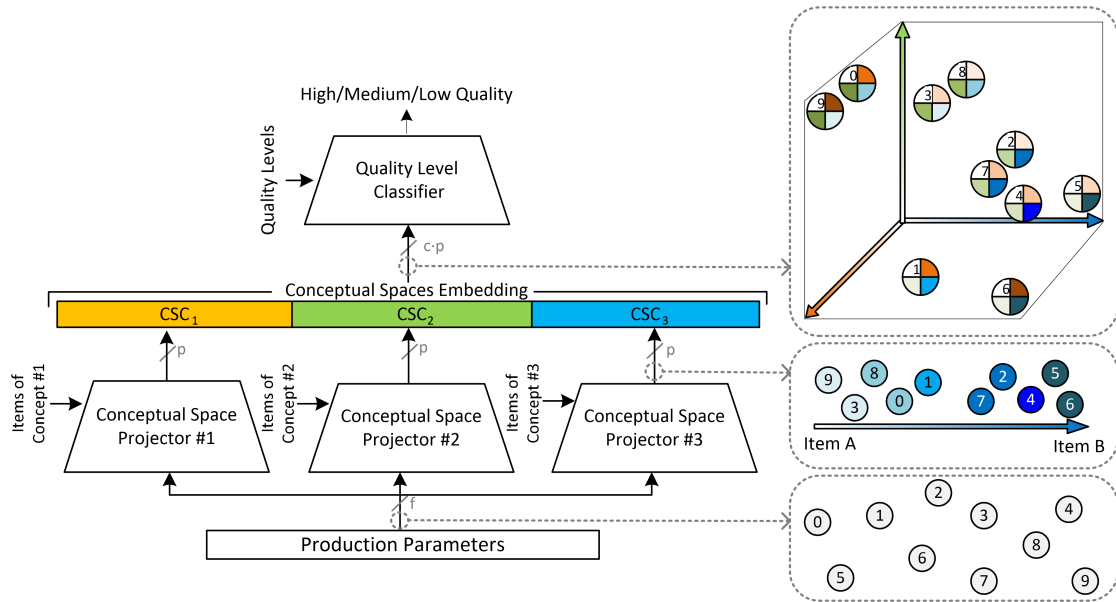 High/Medium/Low Quality
Quality Levels
Quality Level
Classifier
c·p
Conceptual Spaces Embedding
CSC1
CSC2
CSC3
p
p
p
Items of
Concept #1
Conceptual Space
Projector #1
Items of
Concept #2
Conceptual Space
Projector #2
Items of
Concept #3
Conceptual Space
Projector #3
f
Production Parameters
0
8
9
3
2
7
5
4
1
6
9
8
1
2
5
3
0
7
4
6
Item A
Item B
2
0
1
3
4
8
6
5
7
9